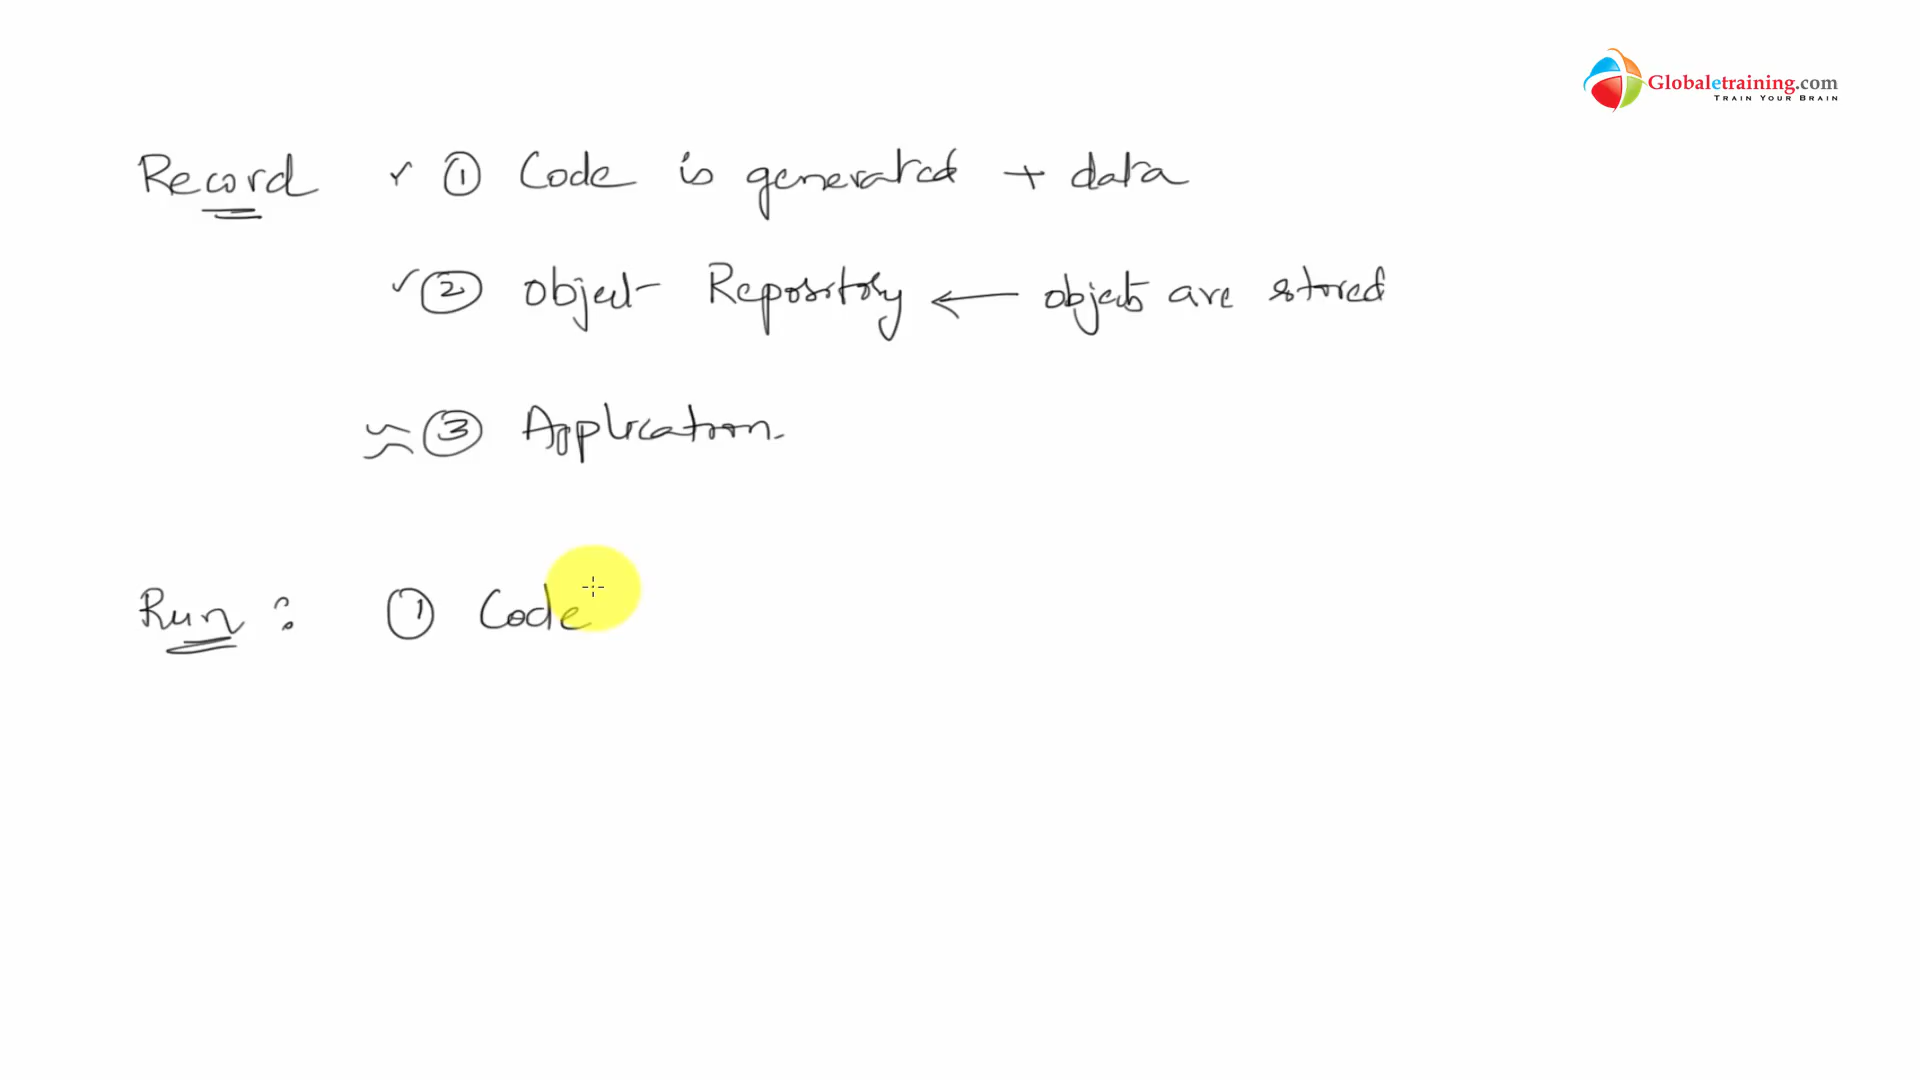 Globaletraining.com
TRAIN YOUR BRAIN
Record ✓ ① Code is generated + data
✓ ② Object Repository ← objects are stored
③ Application.
Run : ① Code